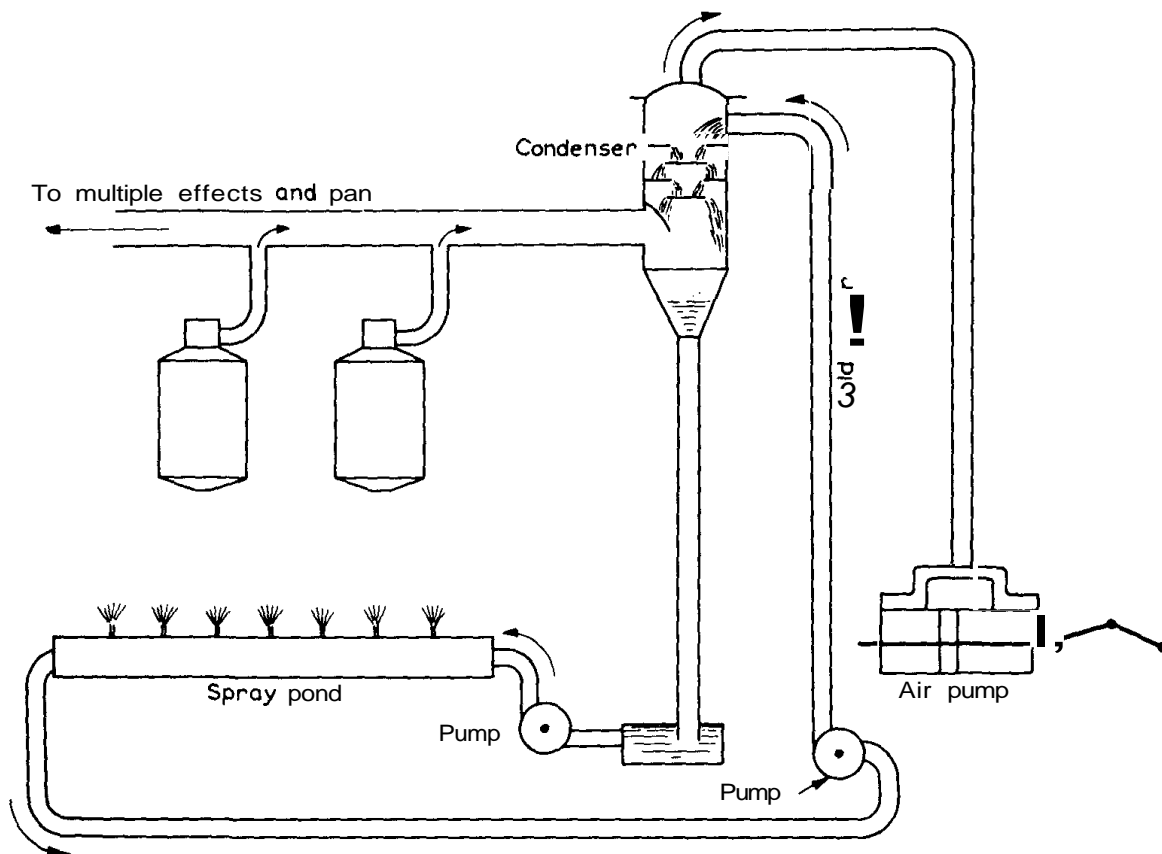 Condenser
To multiple effects and pan
Spray pond
Pump
Pump
Air pump